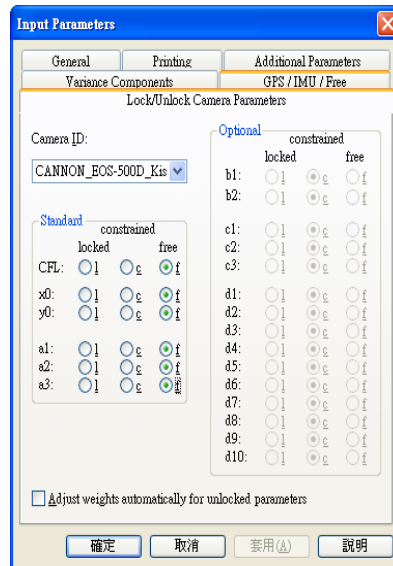 Input Parameters
General Printing Additional Parameters
Variance Components GPS / IMU / Free
Lock/Unlock Camera Parameters
Camera ID:
CANNON_EOS-500D_Kis
Standard
constrained
locked free
CFL: l c f
x0: l c f
y0: l c f
a1: l c f
a2: l c f
a3: l c f
Optional
constrained
locked free
b1: l c f
b2: l c f
c1: l c f
c2: l c f
c3: l c f
d1: l c f
d2: l c f
d3: l c f
d4: l c f
d5: l c f
d6: l c f
d7: l c f
d8: l c f
d9: l c f
d10: l c f
Adjust weights automatically for unlocked parameters
確定 取消 套用(A) 說明